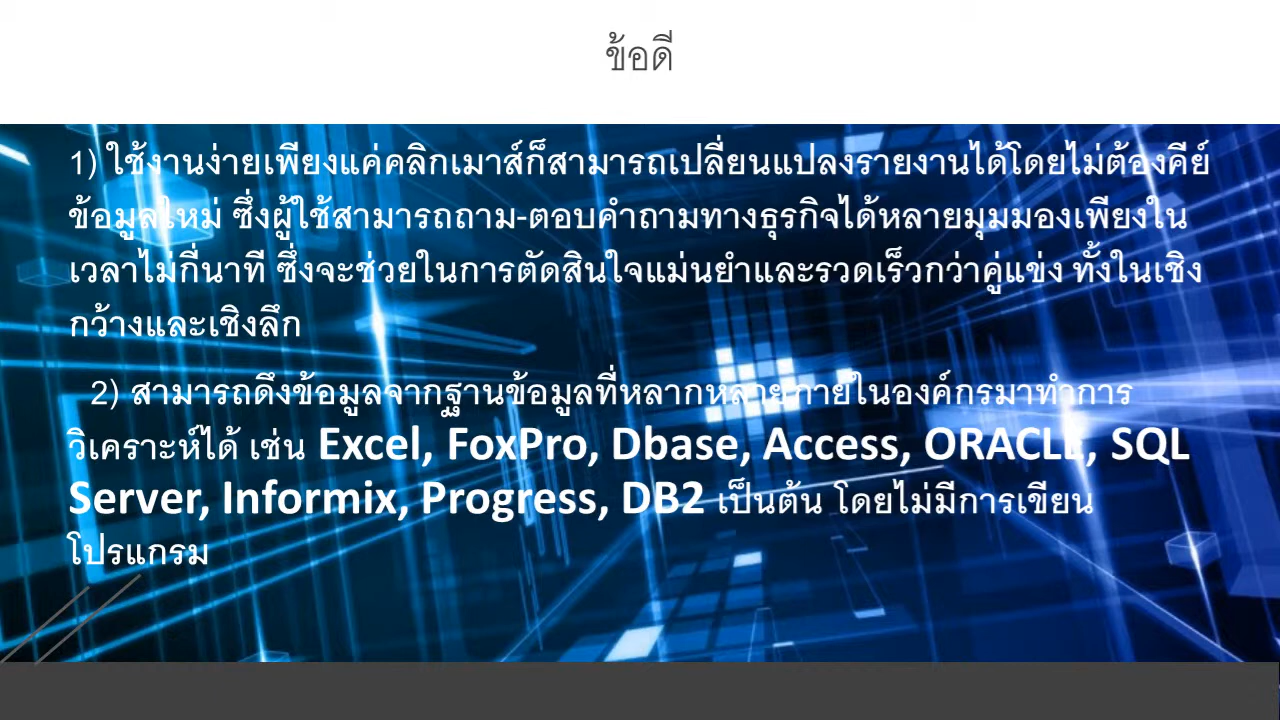 ข้อดี
1) ใช้งานง่ายเพียงแค่คลิกเมาส์ก็สามารถเปลี่ยนแปลงรายงานได้โดยไม่ต้องคีย์
ข้อมูลใหม่ ซึ่งผู้ใช้สามารถถาม-ตอบคำถามทางธุรกิจได้หลายมุมมองเพียงใน
เวลาไม่กี่นาที ซึ่งจะช่วยในการตัดสินใจแม่นยำและรวดเร็วกว่าคู่แข่ง ทั้งในเชิง
กว้างและเชิงลึก
2) สามารถดึงข้อมูลจากฐานข้อมูลที่หลากหลายภายในองค์กรมาทำการ
วิเคราะห์ได้ เช่น Excel, FoxPro, Dbase, Access, ORACLE, SQL
Server, Informix, Progress, DB2 เป็นต้น โดยไม่มีการเขียน
โปรแกรม